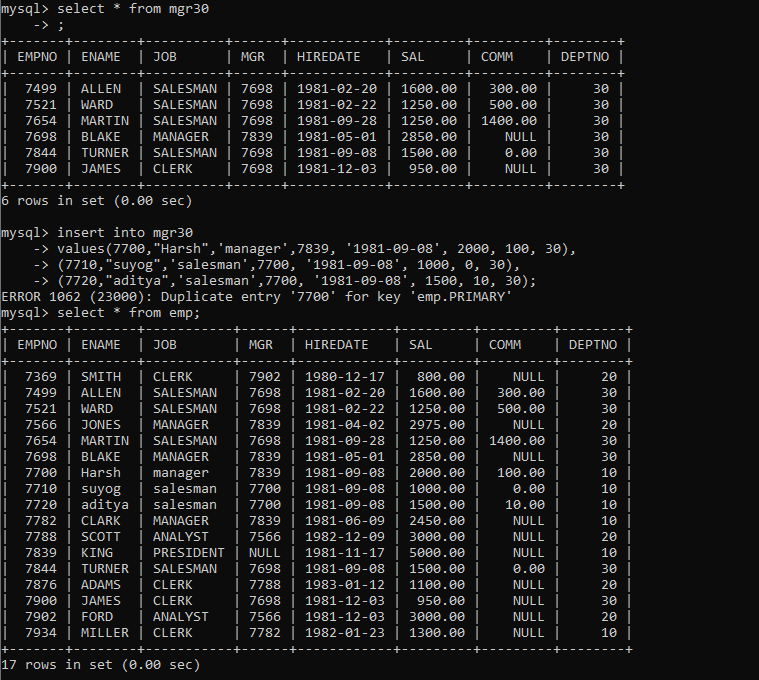 mysql> select * from mgr30
    -> ;
+-------+--------+----------+------+------------+---------+---------+--------+
| EMPNO | ENAME  | JOB      | MGR  | HIREDATE   | SAL     | COMM    | DEPTNO |
+-------+--------+----------+------+------------+---------+---------+--------+
|  7499 | ALLEN  | SALESMAN | 7698 | 1981-02-20 | 1600.00 |  300.00 |     30 |
|  7521 | WARD   | SALESMAN | 7698 | 1981-02-22 | 1250.00 |  500.00 |     30 |
|  7654 | MARTIN | SALESMAN | 7698 | 1981-09-28 | 1250.00 | 1400.00 |     30 |
|  7698 | BLAKE  | MANAGER  | 7839 | 1981-05-01 | 2850.00 |    NULL |     30 |
|  7844 | TURNER | SALESMAN | 7698 | 1981-09-08 | 1500.00 |    0.00 |     30 |
|  7900 | JAMES  | CLERK    | 7698 | 1981-12-03 |  950.00 |    NULL |     30 |
+-------+--------+----------+------+------------+---------+---------+--------+
6 rows in set (0.00 sec)
mysql> insert into mgr30
    -> values(7700,"Harsh",'manager',7839, '1981-09-08', 2000, 100, 30),
    -> (7710,"suyog",'salesman',7700, '1981-09-08', 1000, 0, 30),
    -> (7720,"aditya",'salesman',7700, '1981-09-08', 1500, 10, 30);
ERROR 1062 (23000): Duplicate entry '7700' for key 'emp.PRIMARY'
mysql> select * from emp;
+-------+--------+-----------+------+------------+---------+---------+--------+
| EMPNO | ENAME  | JOB       | MGR  | HIREDATE   | SAL     | COMM    | DEPTNO |
+-------+--------+-----------+------+------------+---------+---------+--------+
|  7369 | SMITH  | CLERK     | 7902 | 1980-12-17 |  800.00 |    NULL |     20 |
|  7499 | ALLEN  | SALESMAN  | 7698 | 1981-02-20 | 1600.00 |  300.00 |     30 |
|  7521 | WARD   | SALESMAN  | 7698 | 1981-02-22 | 1250.00 |  500.00 |     30 |
|  7566 | JONES  | MANAGER   | 7839 | 1981-04-02 | 2975.00 |    NULL |     20 |
|  7654 | MARTIN | SALESMAN  | 7698 | 1981-09-28 | 1250.00 | 1400.00 |     30 |
|  7698 | BLAKE  | MANAGER   | 7839 | 1981-05-01 | 2850.00 |    NULL |     30 |
|  7700 | Harsh  | manager   | 7839 | 1981-09-08 | 2000.00 |  100.00 |     10 |
|  7710 | suyog  | salesman  | 7700 | 1981-09-08 | 1000.00 |    0.00 |     10 |
|  7720 | aditya | salesman  | 7700 | 1981-09-08 | 1500.00 |   10.00 |     10 |
|  7782 | CLARK  | MANAGER   | 7839 | 1981-06-09 | 2450.00 |    NULL |     10 |
|  7788 | SCOTT  | ANALYST   | 7566 | 1982-12-09 | 3000.00 |    NULL |     20 |
|  7839 | KING   | PRESIDENT | NULL | 1981-11-17 | 5000.00 |    NULL |     10 |
|  7844 | TURNER | SALESMAN  | 7698 | 1981-09-08 | 1500.00 |    0.00 |     30 |
|  7876 | ADAMS  | CLERK     | 7788 | 1983-01-12 | 1100.00 |    NULL |     20 |
|  7900 | JAMES  | CLERK     | 7698 | 1981-12-03 |  950.00 |    NULL |     30 |
|  7902 | FORD   | ANALYST   | 7566 | 1981-12-03 | 3000.00 |    NULL |     20 |
|  7934 | MILLER | CLERK     | 7782 | 1982-01-23 | 1300.00 |    NULL |     10 |
+-------+--------+-----------+------+------------+---------+---------+--------+
17 rows in set (0.00 sec)